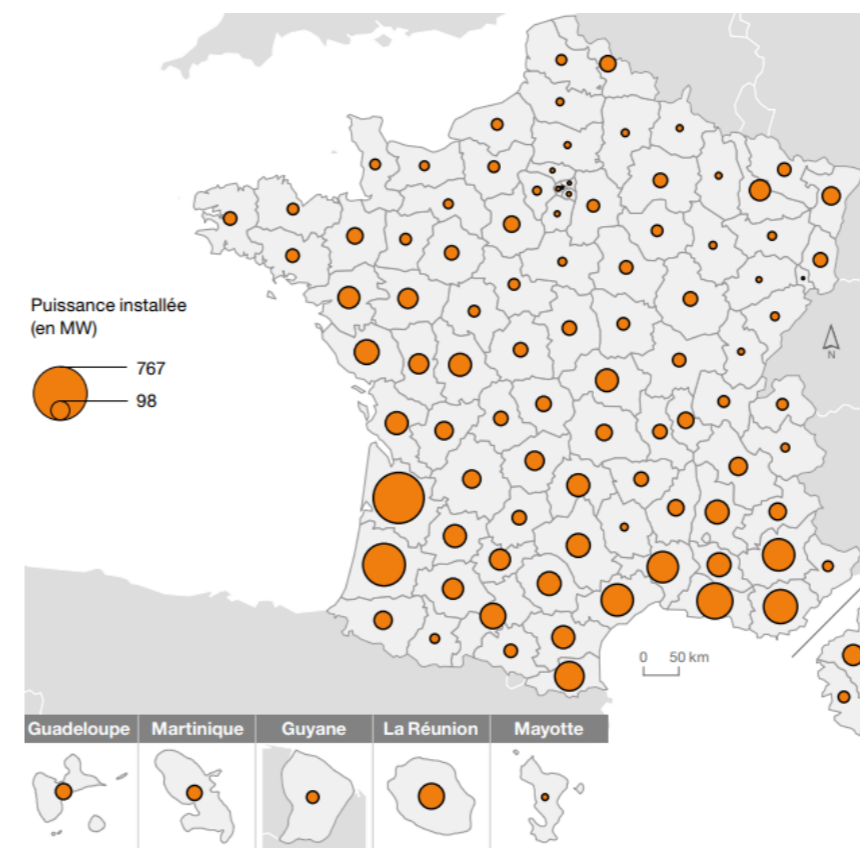 Puissance installée
(en MW)
767
98
N
0 50 km
Guadeloupe Martinique Guyane La Réunion Mayotte